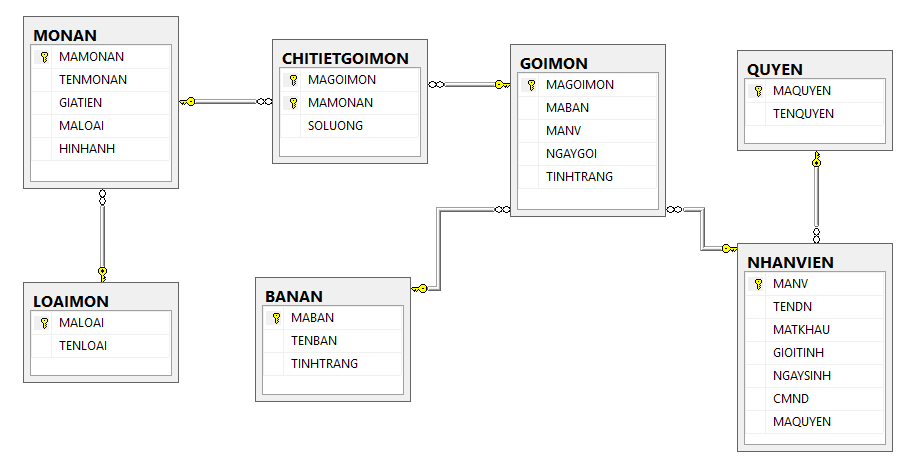 MONAN
MAMONAN
TENMONAN
GIATIEN
MALOAI
HINHANH
CHITIETGOIMON
MAGOIMON
MAMONAN
SOLUONG
GOIMON
MAGOIMON
MABAN
MANV
NGAYGOI
TINHTRANG
QUYEN
MAQUYEN
TENQUYEN
LOAIMON
MALOAI
TENLOAI
BANAN
MABAN
TENBAN
TINHTRANG
NHANVIEN
MANV
TENDN
MATKHAU
GIOITINH
NGAYSINH
CMND
MAQUYEN